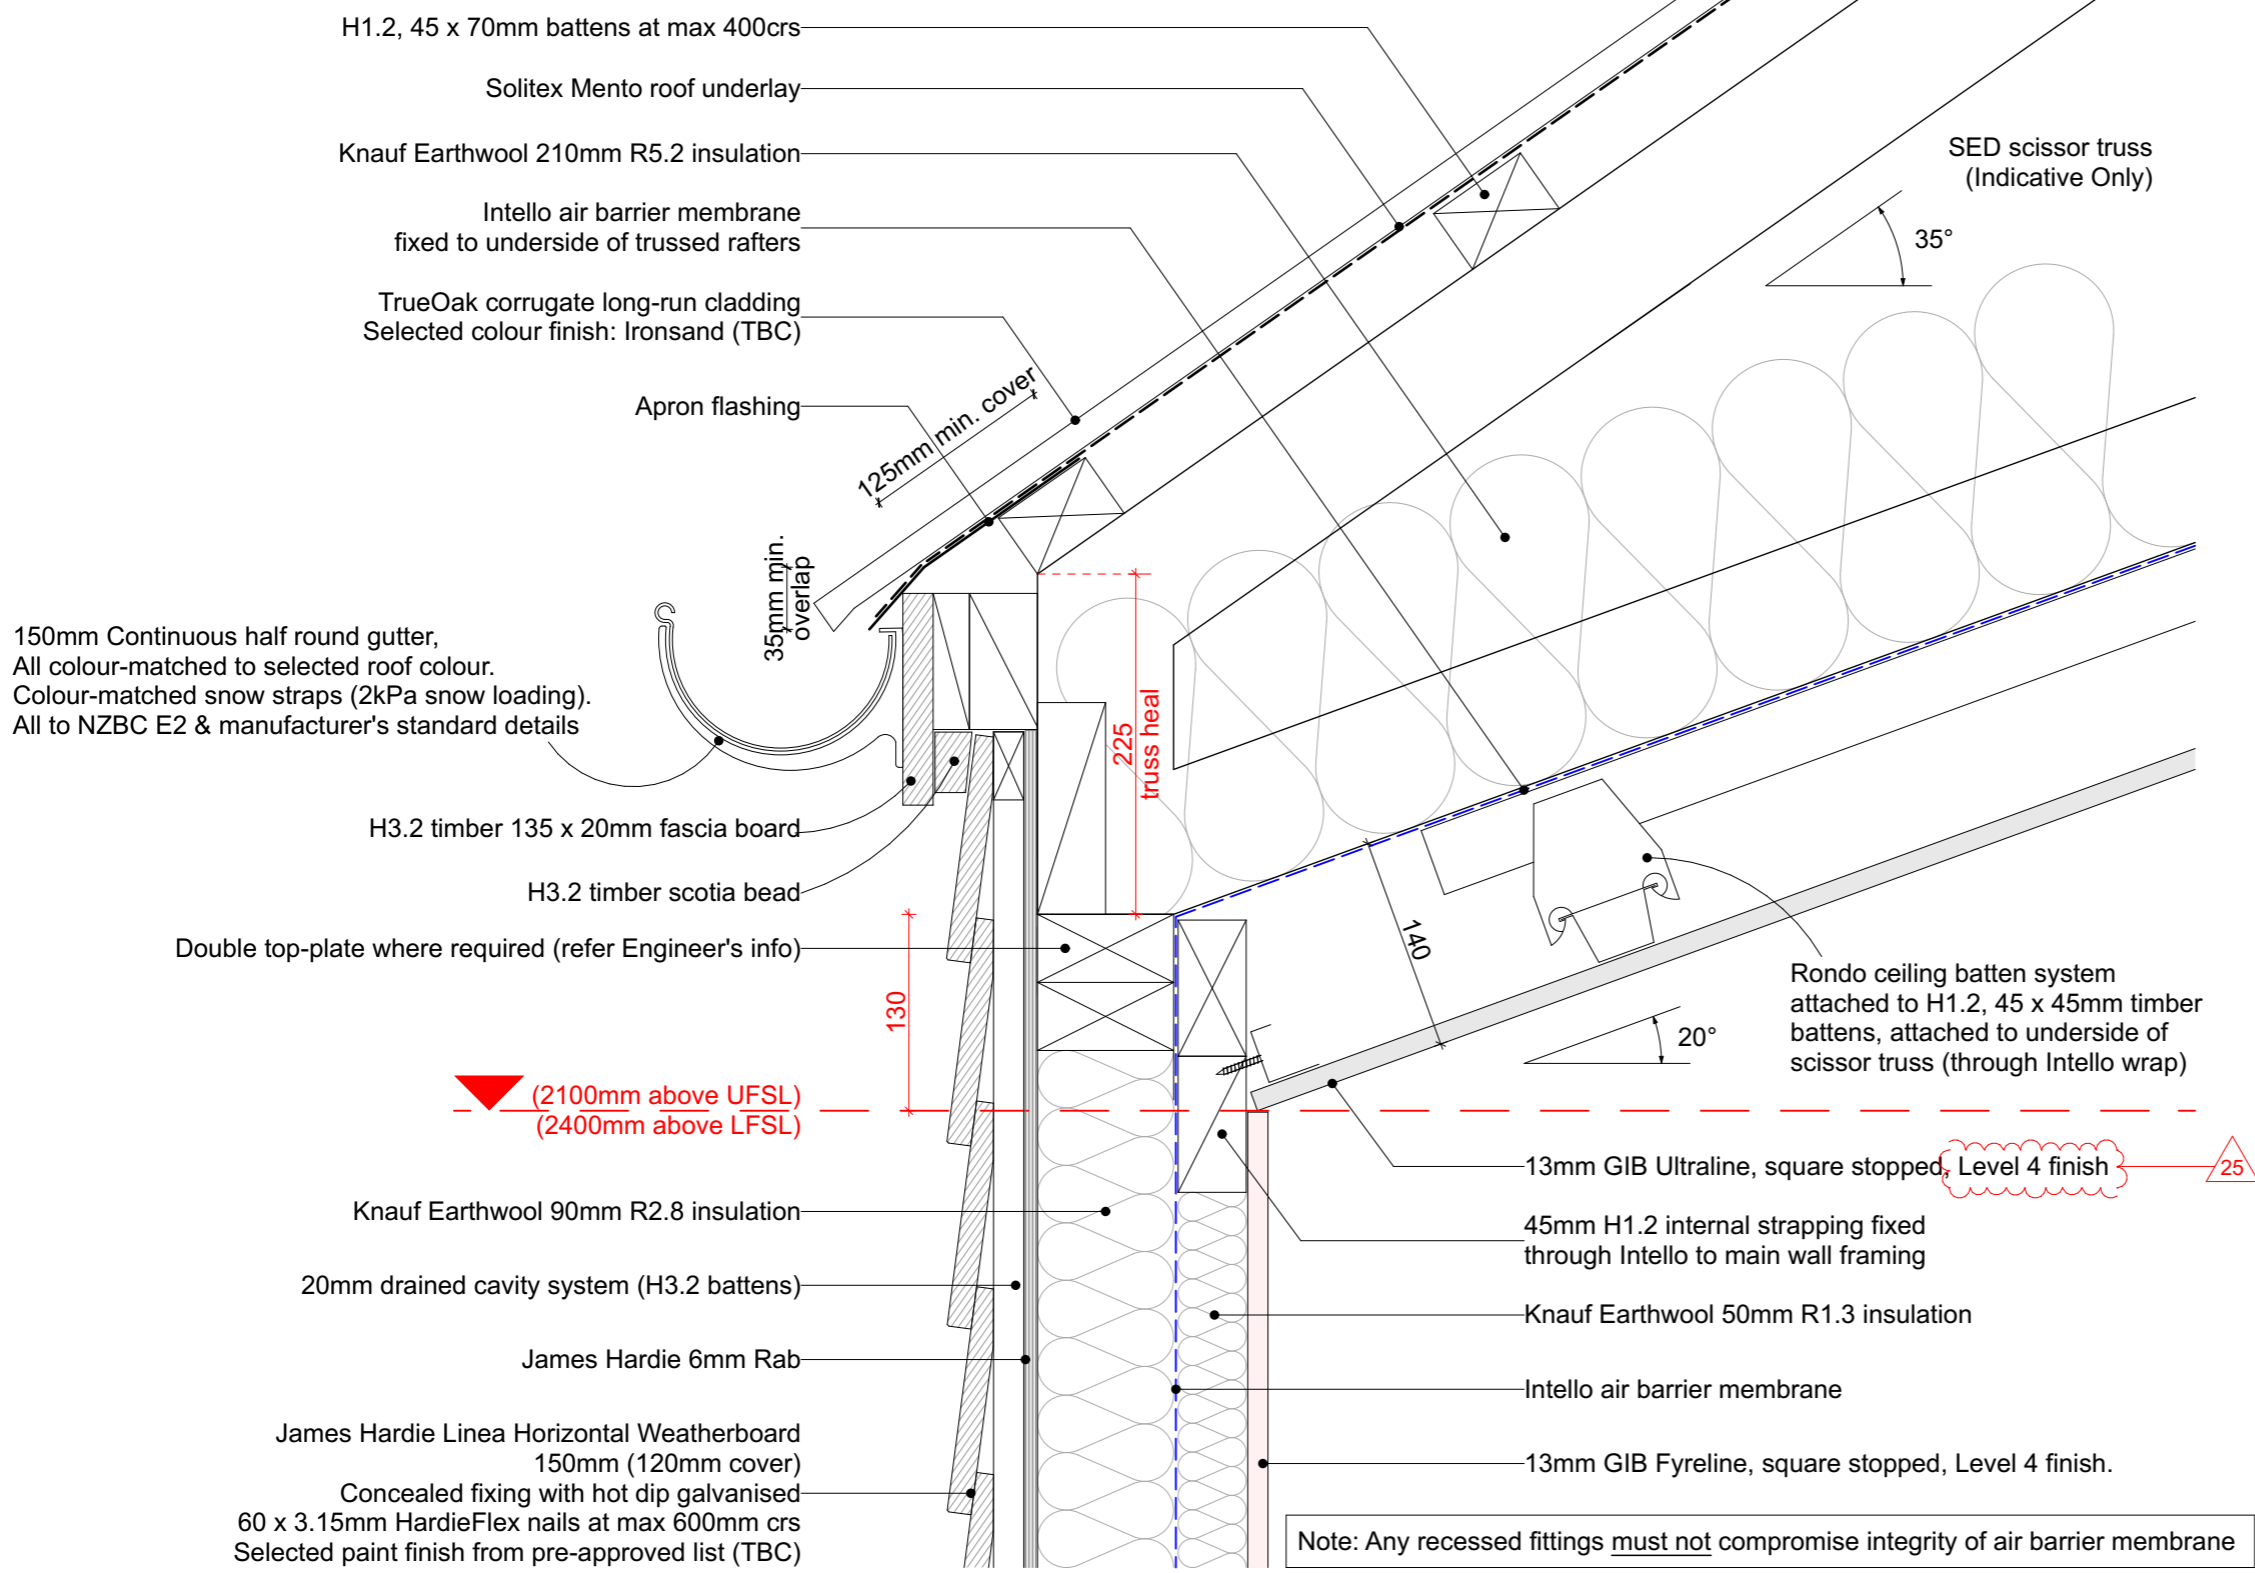 H1.2, 45 x 70mm battens at max 400crs
Solitex Mento roof underlay
Knauf Earthwool 210mm R5.2 insulation
Intello air barrier membrane
fixed to underside of trussed rafters
TrueOak corrugate long-run cladding
Selected colour finish: Ironsand (TBC)
Apron flashing
125mm min. cover
35mm min.
overlap
SED scissor truss
(Indicative Only)
35°
150mm Continuous half round gutter,
All colour-matched to selected roof colour.
Colour-matched snow straps (2kPa snow loading).
All to NZBC E2 & manufacturer's standard details
225
truss heal
H3.2 timber 135 x 20mm fascia board
H3.2 timber scotia bead
Double top-plate where required (refer Engineer's info)
130
140
20°
Rondo ceiling batten system
attached to H1.2, 45 x 45mm timber
battens, attached to underside of
scissor truss (through Intello wrap)
(2100mm above UFSL)
(2400mm above LFSL)
13mm GIB Ultraline, square stopped, Level 4 finish
25
Knauf Earthwool 90mm R2.8 insulation
45mm H1.2 internal strapping fixed
through Intello to main wall framing
20mm drained cavity system (H3.2 battens)
Knauf Earthwool 50mm R1.3 insulation
James Hardie 6mm Rab
Intello air barrier membrane
James Hardie Linea Horizontal Weatherboard
150mm (120mm cover)
Concealed fixing with hot dip galvanised
60 x 3.15mm HardieFlex nails at max 600mm crs
Selected paint finish from pre-approved list (TBC)
13mm GIB Fyreline, square stopped, Level 4 finish.
Note: Any recessed fittings must not compromise integrity of air barrier membrane